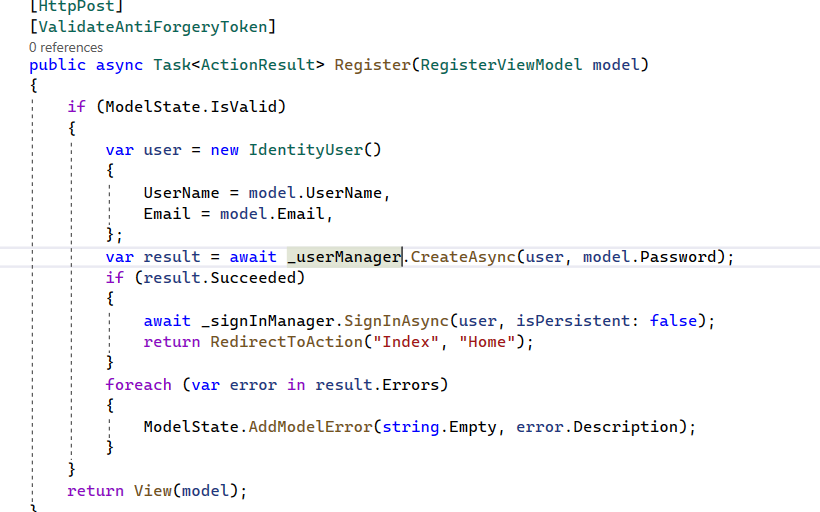 [HttpPost]
[ValidateAntiForgeryToken]
0 references
public async Task<ActionResult> Register(RegisterViewModel model)
{
if (ModelState.IsValid)
{
var user = new IdentityUser()
{
UserName = model.UserName,
Email = model.Email,
};
var result = await _userManager.CreateAsync(user, model.Password);
if (result.Succeeded)
{
await _signInManager.SignInAsync(user, isPersistent: false);
return RedirectToAction("Index", "Home");
}
foreach (var error in result.Errors)
{
ModelState.AddModelError(string.Empty, error.Description);
}
}
return View(model);
}